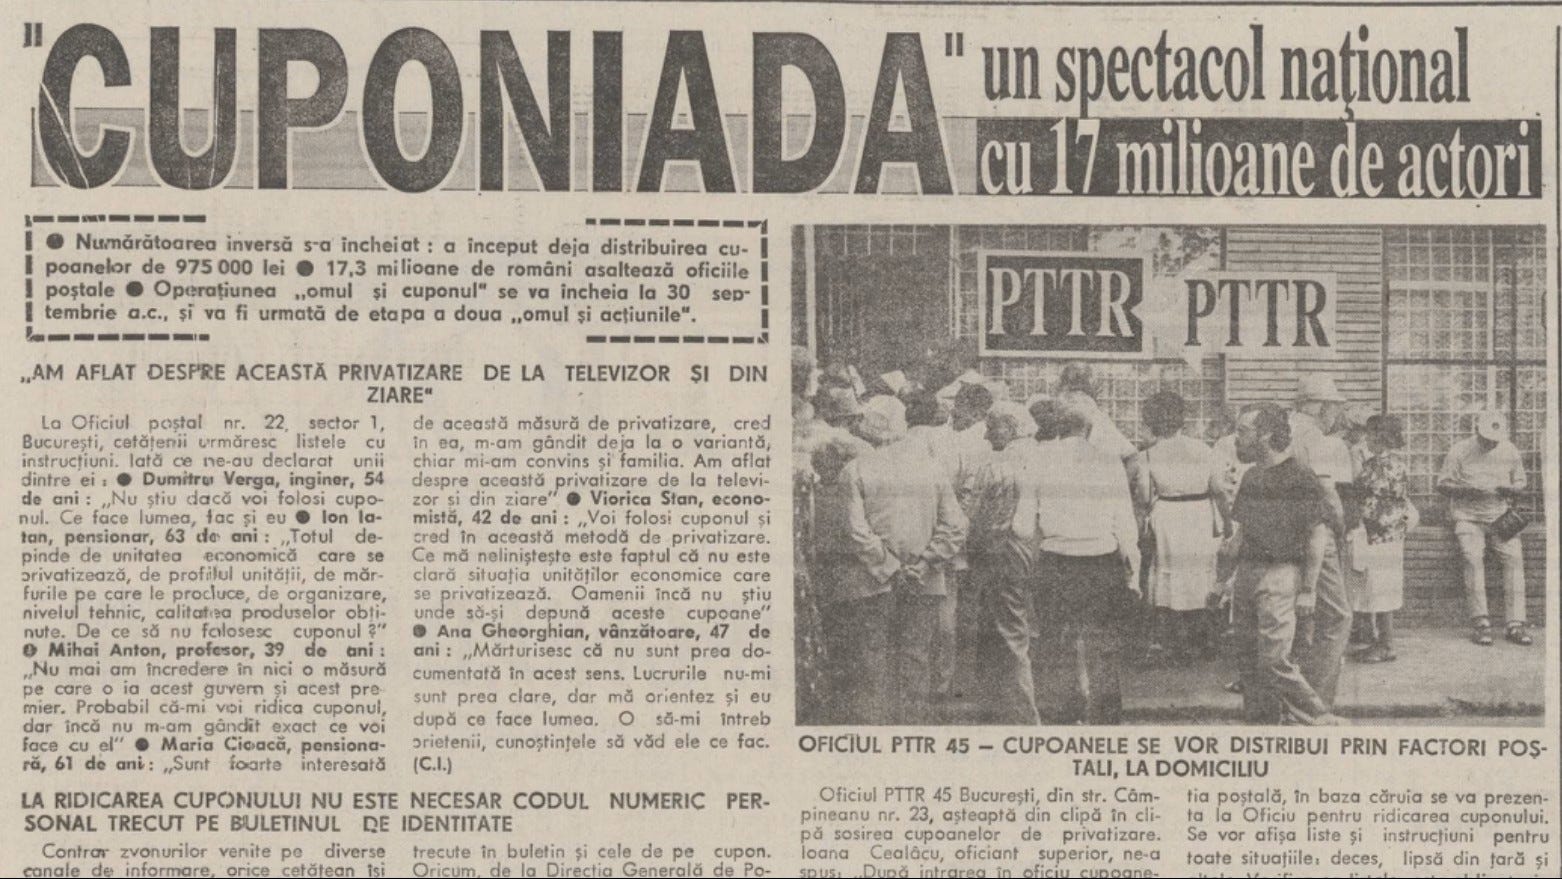 "CUPONIADA" un spectacol național
cu 17 milioane de actori
● Numărătoarea inversă s-a încheiat : a început deja distribuirea cu-
poanelor de 975 000 lei ● 17,3 milioane de români asaltează oficiile
poștale ● Operațiunea „omul și cuponul" se va încheia la 30 sep-
tembrie a.c., și va fi urmată de etapa a doua „omul și acțiunile".
„AM AFLAT DESPRE ACEASTĂ PRIVATIZARE DE LA TELEVIZOR ȘI DIN
ZIARE"
La Oficiul poștal nr. 22, sector 1,
București, cetățenii urmăresc listele cu
instrucțiuni. Iată ce ne-au declarat unii
dintre ei : ● Dumitru Verga, inginer, 54
de ani : „Nu știu dacă voi folosi cupo-
nul. Ce face lumea, fac și eu ● Ion Ia-
tan, pensionar, 63 de ani : „Totul de-
pinde de unitatea economică care se
privatizează, de profilul unității, de măr-
furile pe care le procluce, de organizare,
nivelul tehnic, calitatea produselor obți-
nute. De ce să nu folosesc cuponul ?"
● Mihai Anton, profesor, 39 de ani :
„Nu mai am încredere în nici o măsură
pe care o ia acest guvern și acest pre-
mier. Probabil că-mi voi ridica cuponul,
dar încă nu m-am gândit exact ce voi
face cu el" ● Maria Cioacă, pensiona-
ră, 61 de ani : „Sunt foarte interesată
de această măsură de privatizare, cred
în ea, m-am gândit deja la o variantă,
chiar mi-am convins și familia. Am aflat
despre această privatizare de la televi-
zor și din ziare" ● Viorica Stan, econo-
mistă, 42 de ani : „Voi folosi cuponul și
cred în această metodă de privatizare.
Ce mă neliniștește este faptul că nu este
clară situația unităților economice care
se privatizează. Oamenii încă nu știu
unde să-și depună aceste cupoane"
● Ana Gheorghian, vânzătoare, 47 de
ani : „Mărturisesc că nu sunt prea do-
cumentată în acest sens. Lucrurile nu-mi
sunt prea clare, dar mă orientez și eu
după ce face lumea. O să-mi întreb
prietenii, cunoștințele să văd ele ce fac.
(C.I.)
LA RIDICAREA CUPONULUI NU ESTE NECESAR CODUL NUMERIC PER-
SONAL TRECUT PE BULETINUL DE IDENTITATE
Contrar zvonurilor venite pe diverse
canale de informare, orice cetățean își
trecute în buletin și cele de pe cupon.
Oricum, de la Direcția Generală de Po-
PTTR PTTR
OFICIUL PTTR 45 – CUPOANELE SE VOR DISTRIBUI PRIN FACTORI POȘ-
TALI, LA DOMICILIU
Oficiul PTTR 45 București, din str. Câm-
pineanu nr. 23, așteaptă din clipă în cli-
pă sosirea cupoanelor de privatizare.
Ioana Cealâcu, oficiant superior, ne-a
spus: „După intrarea în oficiu cupoane-
tia poștală, în baza căruia se va prezen-
ta la Oficiu pentru ridicarea cuponului.
Se vor afișa liste și instrucțiuni pentru
toate situațiile: deces, lipsă din țară și